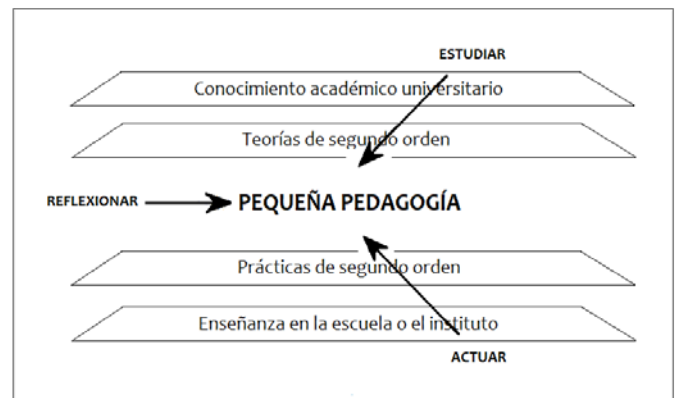 ESTUDIAR
Conocimiento académico universitario
Teorías de segundo orden
REFLEXIONAR
PEQUEÑA PEDAGOGÍA
Prácticas de segundo orden
Enseñanza en la escuela o el instituto
ACTUAR